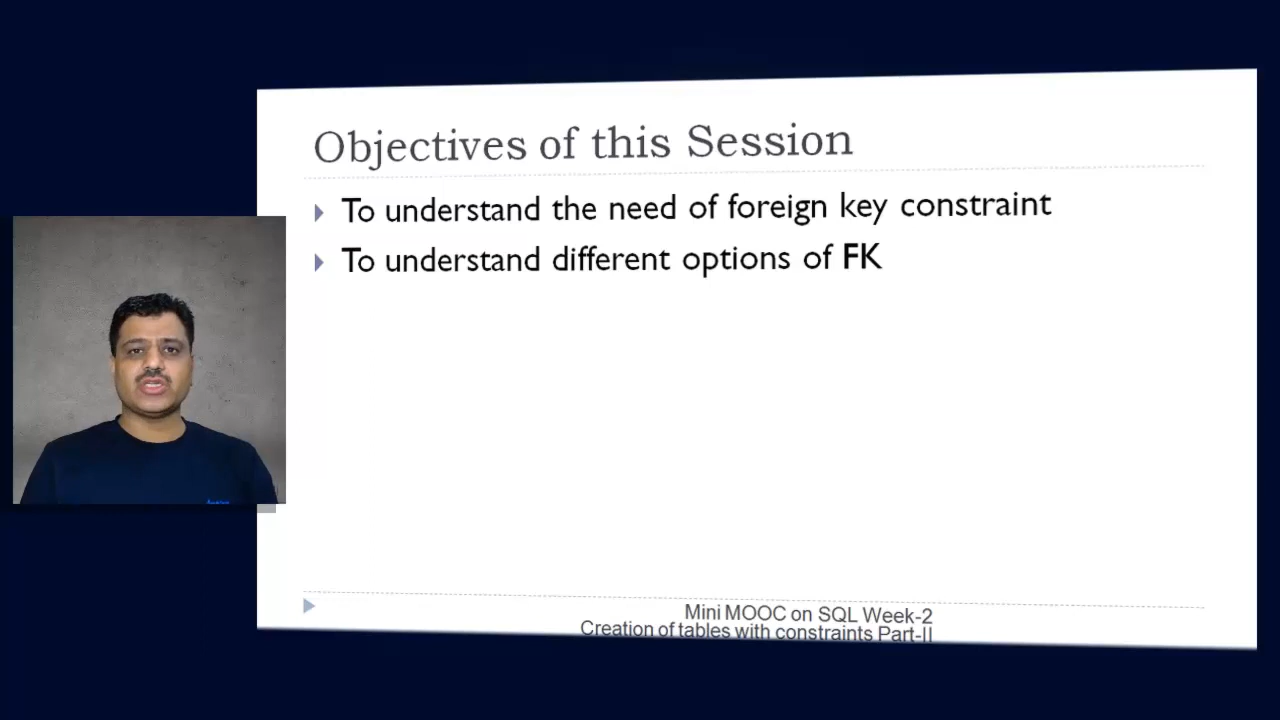 Objectives of this Session
To understand the need of foreign key constraint
To understand different options of FK
Mini MOOC on SQL Week-2
Creation of tables with constraints Part-II